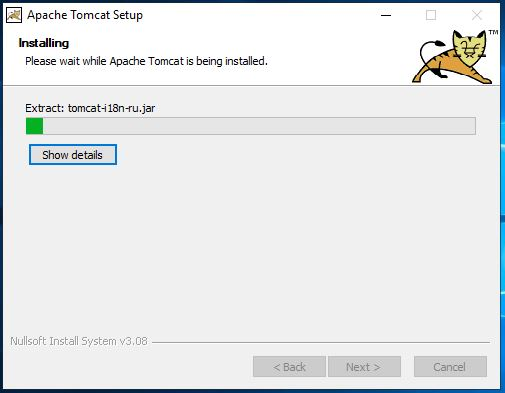 Apache Tomcat Setup
TM
Installing
Please wait while Apache Tomcat is being installed.
Extract: tomcat-i18n-ru.jar
Show details
Nullsoft Install System v3.08
< Back
Next >
Cancel